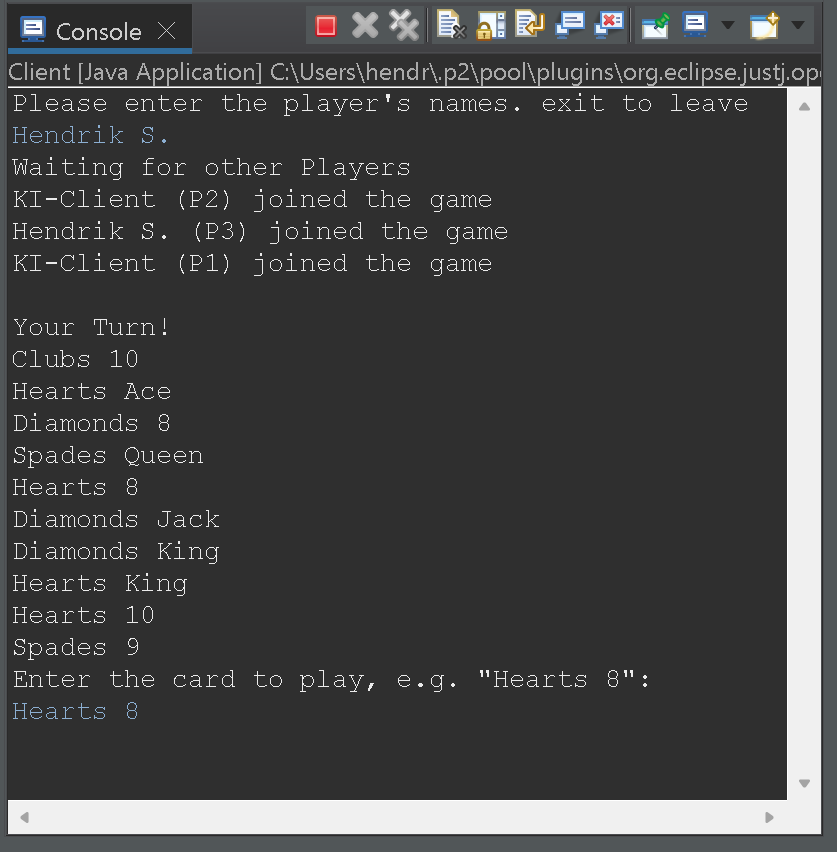 Console
Client [Java Application] C:\Users\hendr\.p2\pool\plugins\org.eclipse.justj.op
Please enter the player's names. exit to leave
Hendrik S.
Waiting for other Players
KI-Client (P2) joined the game
Hendrik S. (P3) joined the game
KI-Client (P1) joined the game
Your Turn!
Clubs 10
Hearts Ace
Diamonds 8
Spades Queen
Hearts 8
Diamonds Jack
Diamonds King
Hearts King
Hearts 10
Spades 9
Enter the card to play, e.g. "Hearts 8":
Hearts 8